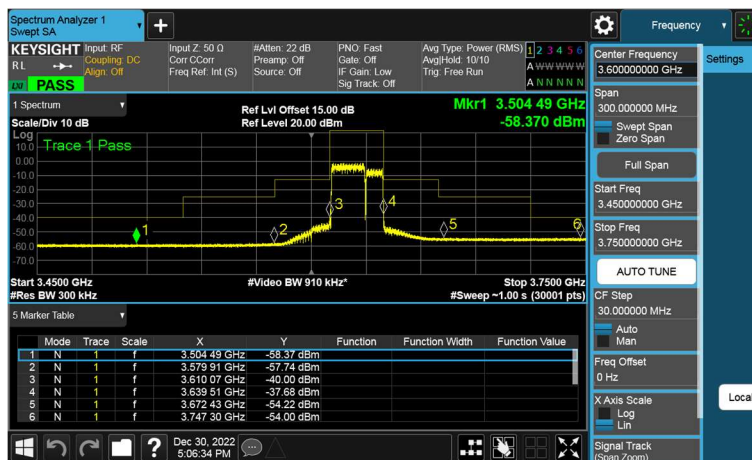 Spectrum Analyzer 1
Swept SA
Frequency
KEYSIGHT Input: RF Input Z: 50 Ω #Atten: 22 dB PNO: Fast Avg Type: Power (RMS) 1 2 3 4 5 6
RL Coupling: DC Corr CCorr Preamp: Off Gate: Off Avg|Hold: 10/10 A W W W W W
Align: Off Freq Ref: Int (S) Source: Off IF Gain: Low Trig: Free Run
Sig Track: Off A N N N N N
LXI PASS
1 Spectrum
Ref Lvl Offset 15.00 dB Mkr1 3.504 49 GHz
Scale/Div 10 dB Ref Level 20.00 dBm -58.370 dBm
Log
Trace 1 Pass
10.0
0.00
-10.0
-20.0
-30.0
-40.0
-50.0
-60.0
-70.0
1
2
3
4
5
6
Start 3.4500 GHz #Video BW 910 kHz* Stop 3.7500 GHz
#Res BW 300 kHz #Sweep ~1.00 s (30001 pts)
5 Marker Table
Mode Trace Scale X Y Function Function Width Function Value
1 N 1 f 3.504 49 GHz -58.37 dBm
2 N 1 f 3.579 91 GHz -57.74 dBm
3 N 1 f 3.610 07 GHz -40.00 dBm
4 N 1 f 3.639 51 GHz -37.68 dBm
5 N 1 f 3.672 43 GHz -54.22 dBm
6 N 1 f 3.747 30 GHz -54.00 dBm
Dec 30, 2022
5:06:34 PM
Center Frequency
3.600000000 GHz
Settings
Span
300.000000 MHz
Swept Span
Zero Span
Full Span
Start Freq
3.450000000 GHz
Stop Freq
3.750000000 GHz
AUTO TUNE
CF Step
30.000000 MHz
Auto
Man
Freq Offset
0 Hz
X Axis Scale
Log
Lin
Local
Signal Track
(Span Zoom)